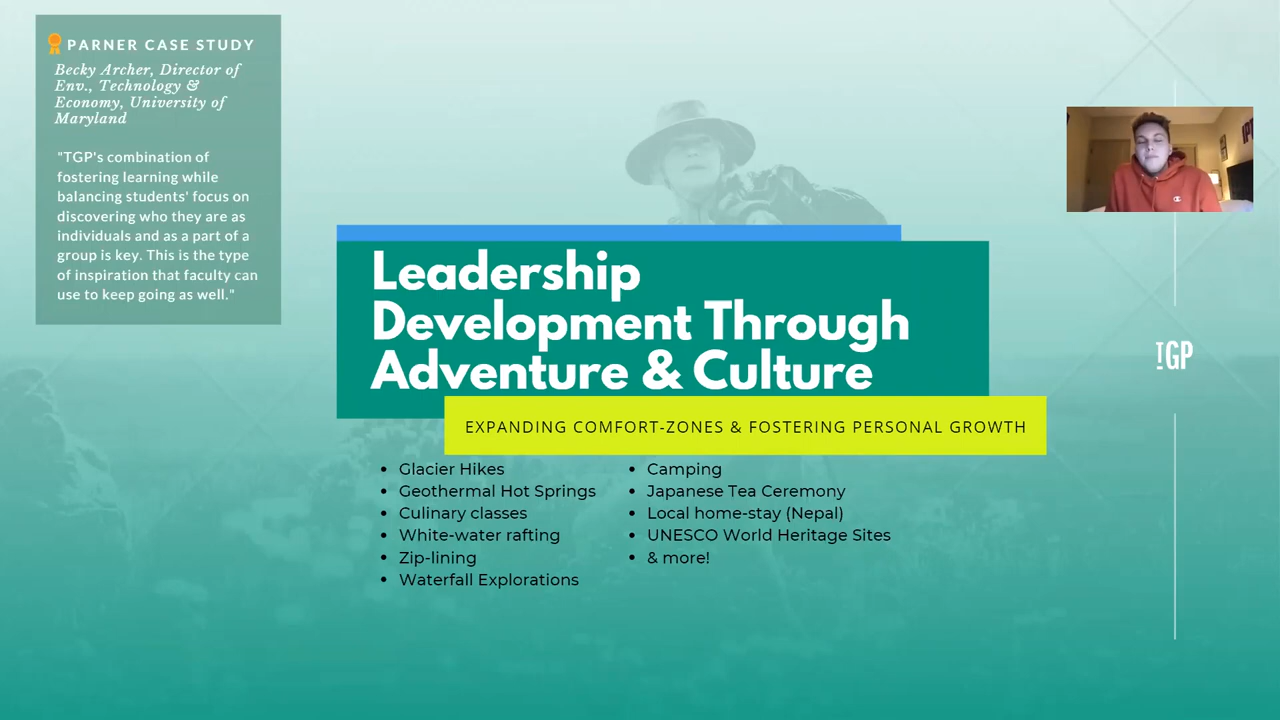 PARNER CASE STUDY
Becky Archer, Director of
Env., Technology &
Economy, University of
Maryland
"TGP's combination of
fostering learning while
balancing students' focus on
discovering who they are as
individuals and as a part of a
group is key. This is the type
of inspiration that faculty can
use to keep going as well."
Leadership
Development Through
Adventure & Culture
EXPANDING COMFORT-ZONES & FOSTERING PERSONAL GROWTH
• Glacier Hikes
• Geothermal Hot Springs
• Culinary classes
• White-water rafting
• Zip-lining
• Waterfall Explorations
• Camping
• Japanese Tea Ceremony
• Local home-stay (Nepal)
• UNESCO World Heritage Sites
• & more!
TGP